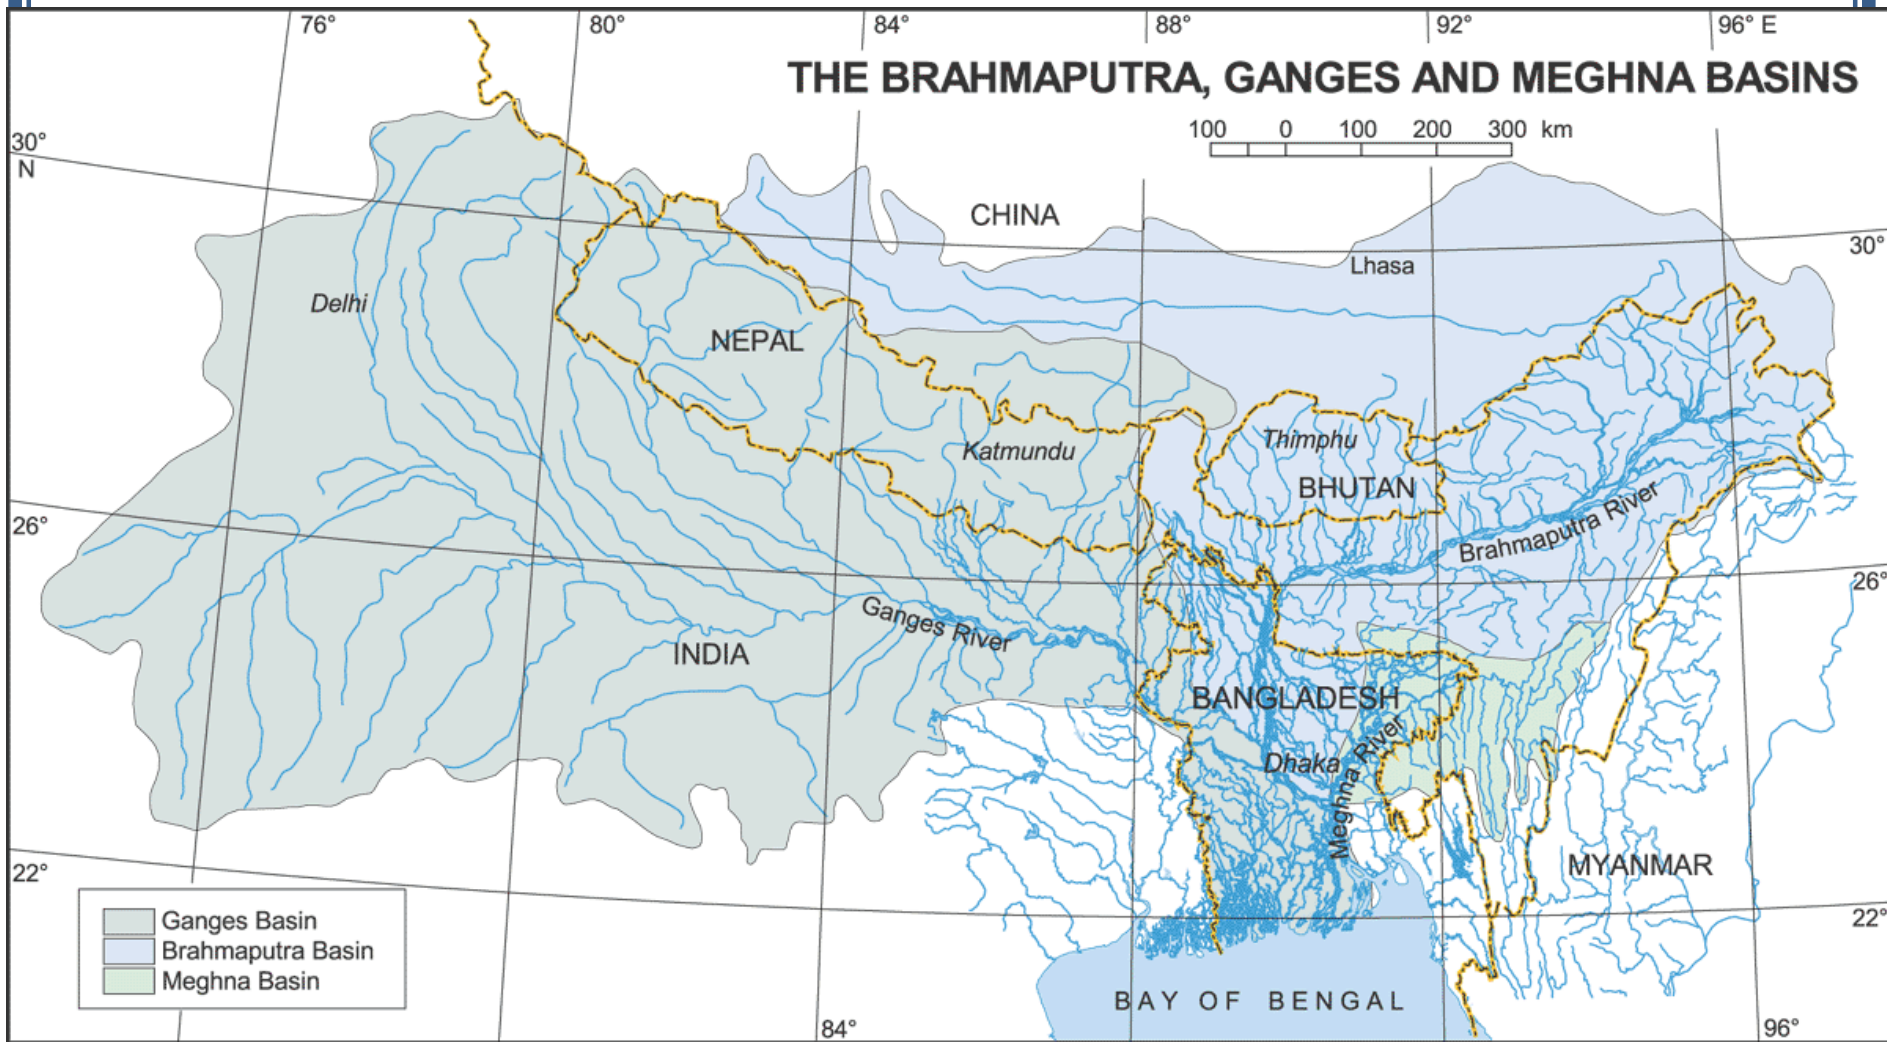 76°
80°
84°
88°
92°
96° E
THE BRAHMAPUTRA, GANGES AND MEGHNA BASINS
100 0 100 200 300 km
30°
N
CHINA
30°
Lhasa
Delhi
NEPAL
Katmundu
Thimphu
BHUTAN
Brahmaputra River
26°
26°
Ganges River
INDIA
BANGLADESH
Dhaka
Meghna River
MYANMAR
22°
22°
Ganges Basin
Brahmaputra Basin
Meghna Basin
BAY OF BENGAL
84°
96°